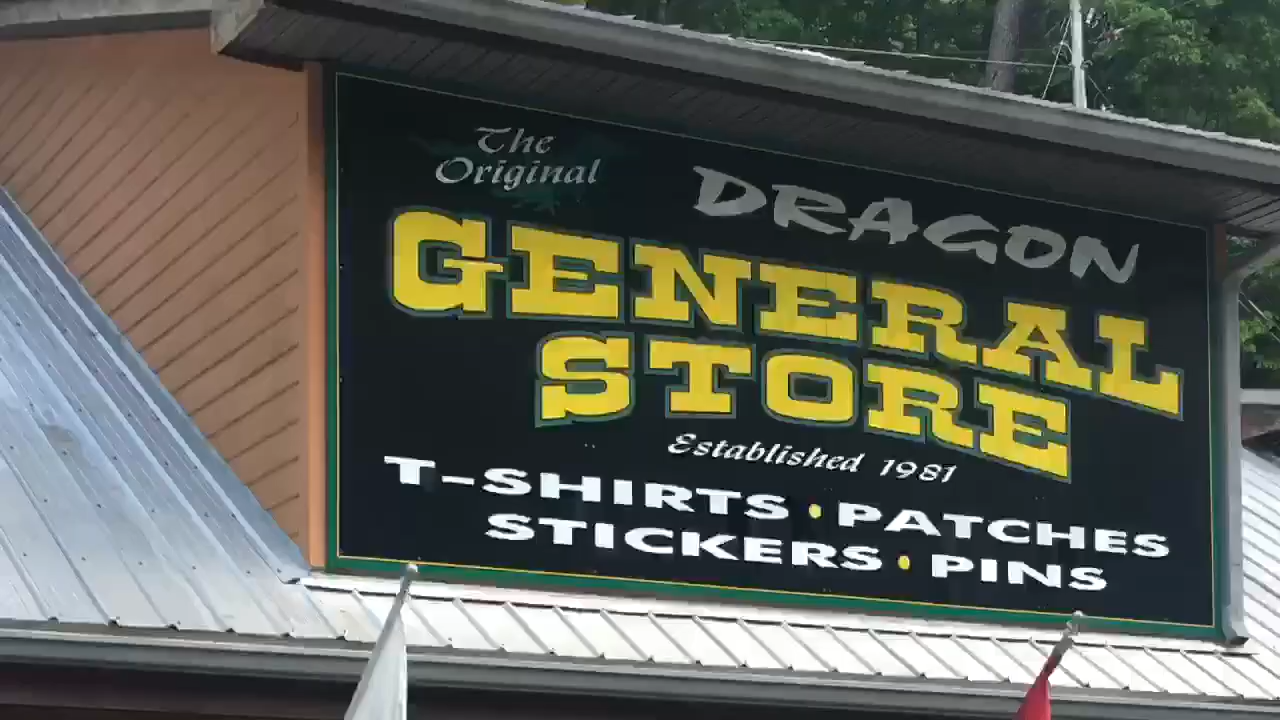 The
Original
DRAGON
GENERAL
STORE
Established 1981
T-SHIRTS • PATCHES
STICKERS • PINS